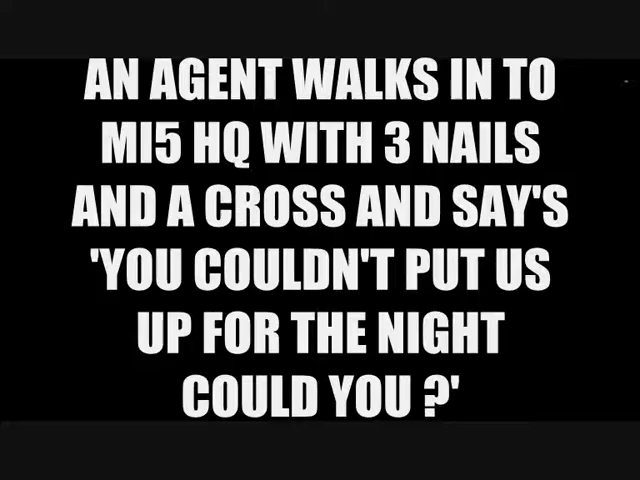 AN AGENT WALKS IN TO
MI5 HQ WITH 3 NAILS
AND A CROSS AND SAY'S
'YOU COULDN'T PUT US
UP FOR THE NIGHT
COULD YOU ?'